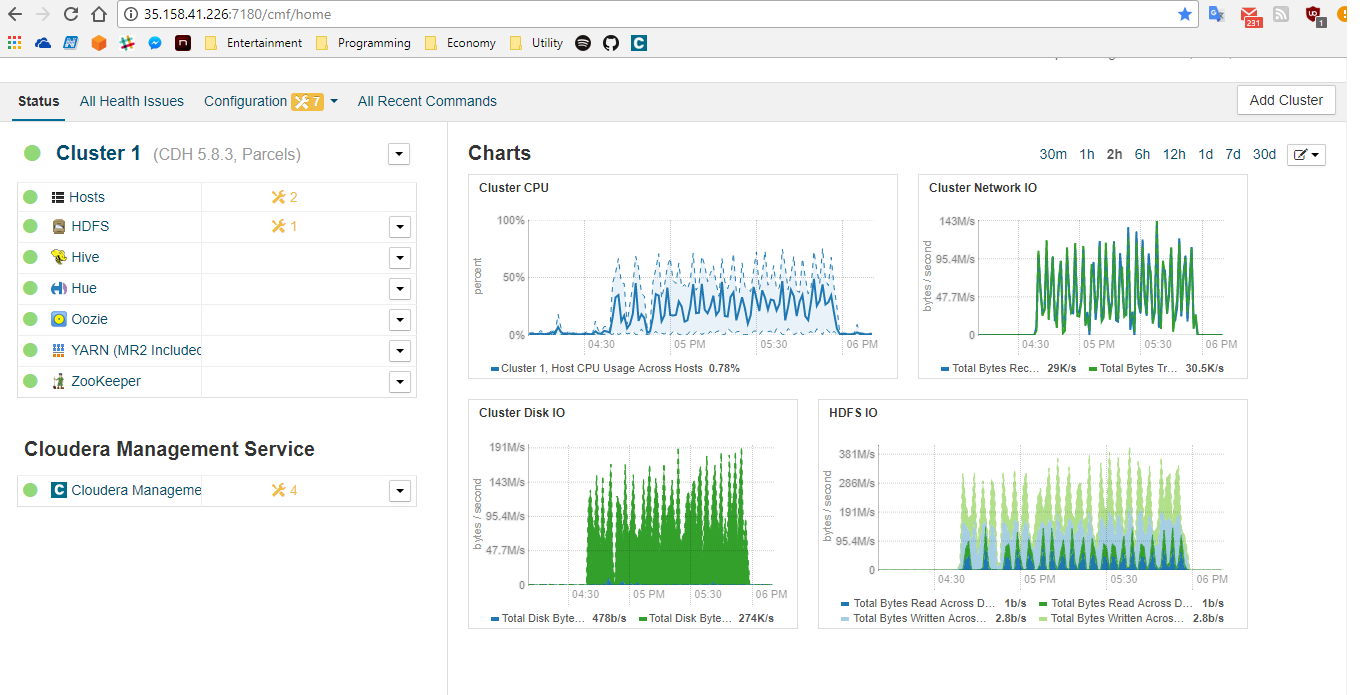 35.158.41.226:7180/cmf/home
231
1
Entertainment Programming Economy Utility
Status All Health Issues Configuration 7 All Recent Commands Add Cluster
Cluster 1 (CDH 5.8.3, Parcels)
Hosts 2
HDFS 1
Hive
Hue
Oozie
YARN (MR2 Included
ZooKeeper
Cloudera Management Service
Cloudera Manageme 4
Charts
30m 1h 2h 6h 12h 1d 7d 30d
Cluster CPU
percent
100%
50%
0%
04:30 05 PM 05:30 06 PM
Cluster 1, Host CPU Usage Across Hosts 0.78%
Cluster Network IO
bytes / second
143M/s
95.4M/s
47.7M/s
0
04:30 05 PM 05:30 06 PM
Total Bytes Rec... 29K/s Total Bytes Tr... 30.5K/s
Cluster Disk IO
bytes / second
191M/s
143M/s
95.4M/s
47.7M/s
0
04:30 05 PM 05:30 06 PM
Total Disk Byte... 478b/s Total Disk Byte... 274K/s
HDFS IO
bytes / second
381M/s
286M/s
191M/s
95.4M/s
0
04:30 05 PM 05:30 06 PM
Total Bytes Read Across D... 1b/s Total Bytes Read Across D... 1b/s
Total Bytes Written Acros... 2.8b/s Total Bytes Written Acros... 2.8b/s